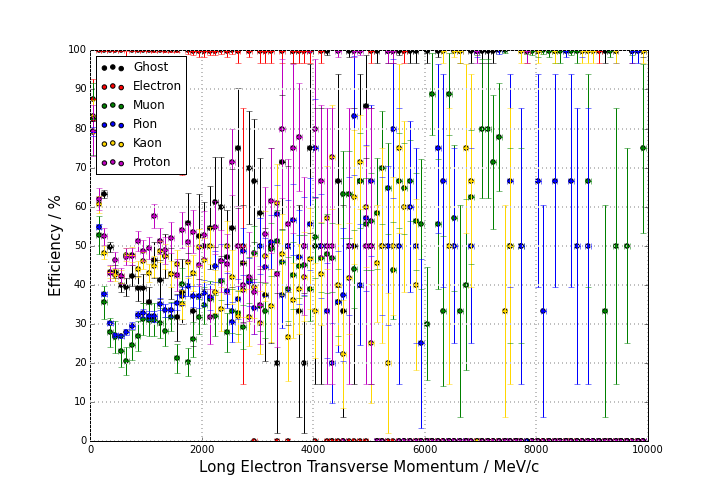 100
90
80
70
60
50
40
30
20
10
0
Efficiency / %
Ghost
Electron
Muon
Pion
Kaon
Proton
0 2000 4000 6000 8000 10000
Long Electron Transverse Momentum / MeV/c